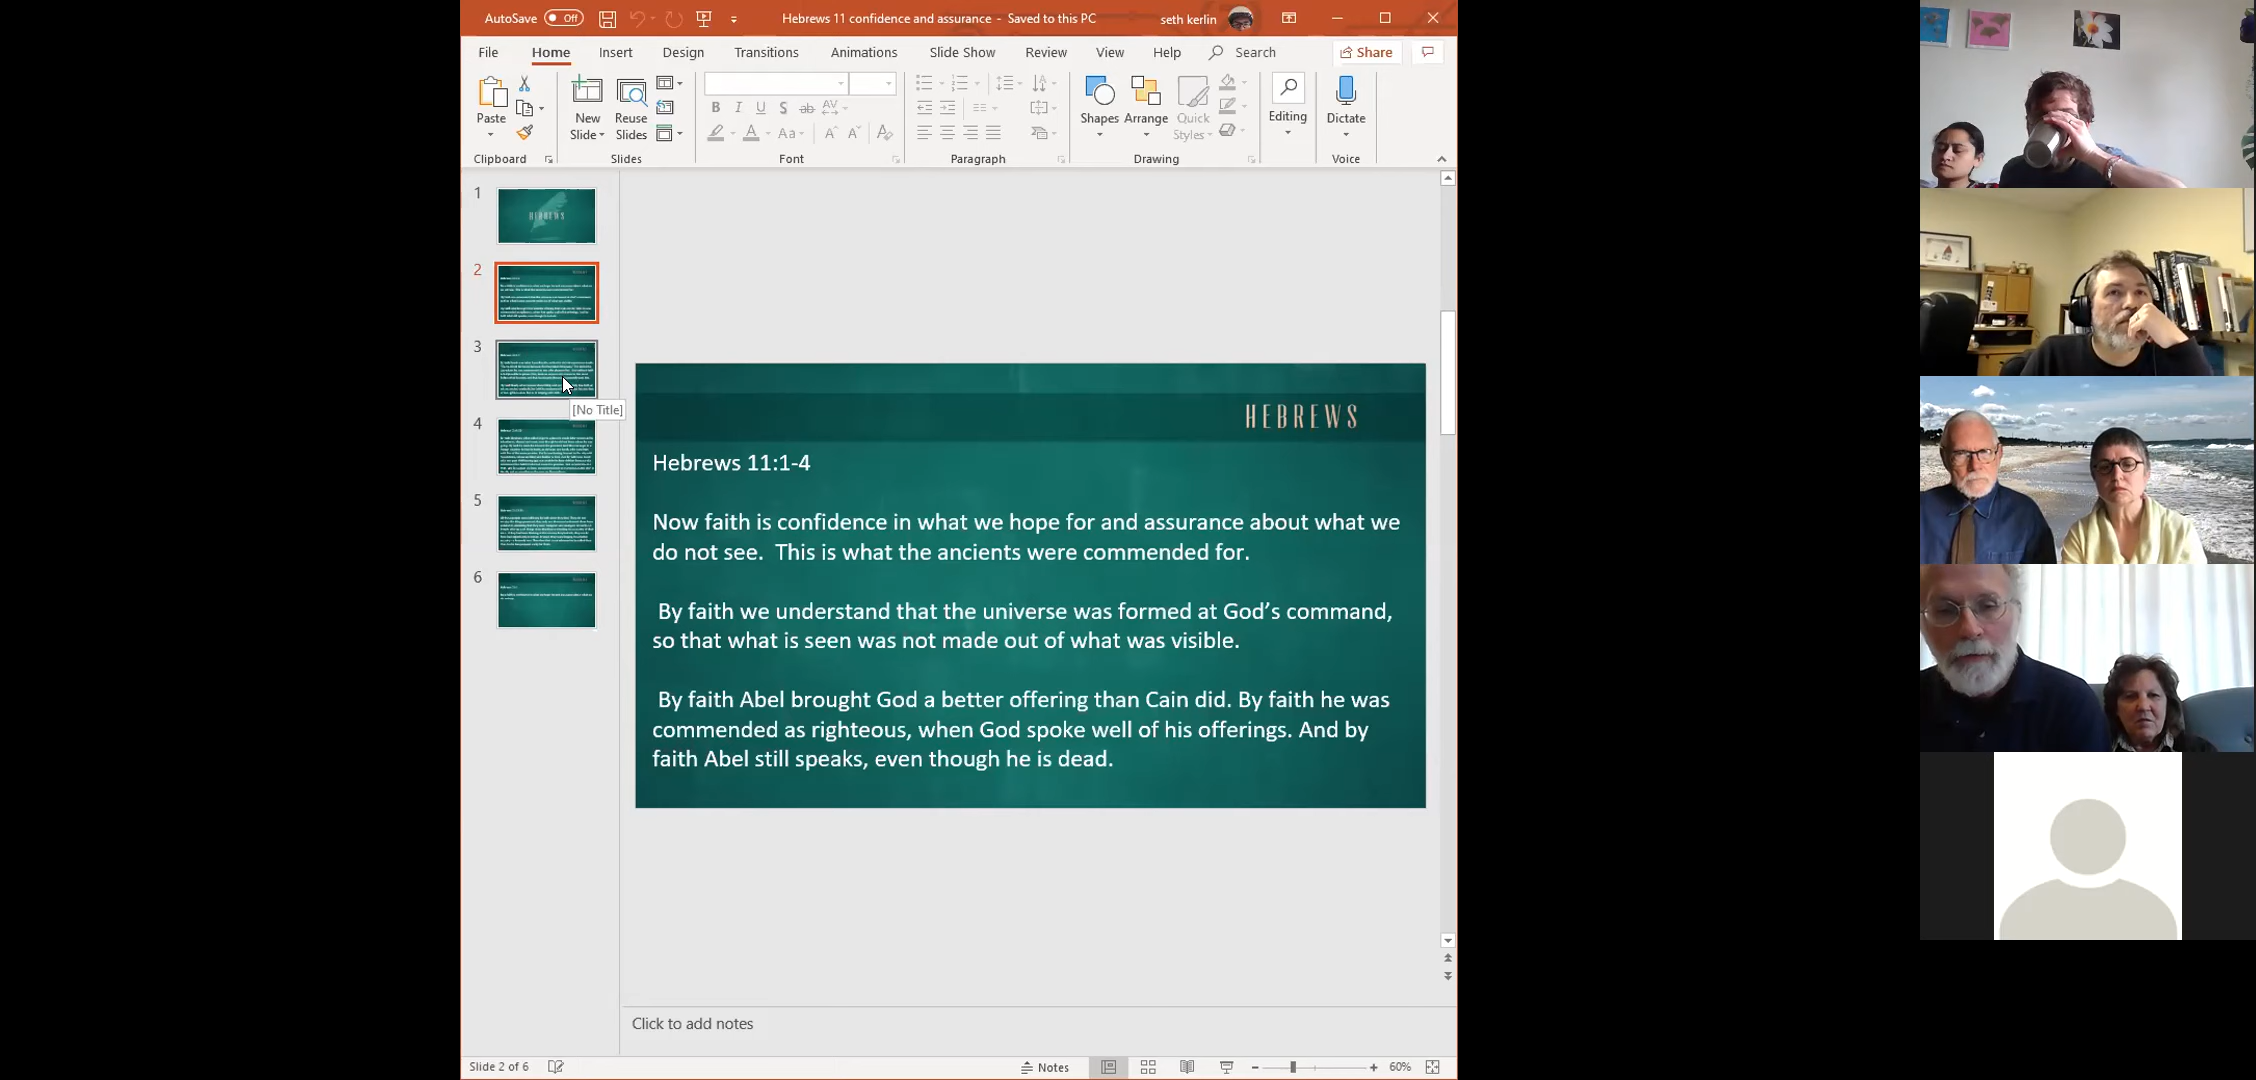 AutoSave Off
Hebrews 11 confidence and assurance - Saved to this PC
seth kerlin
File Home Insert Design Transitions Animations Slide Show Review View Help Search Share
Paste
New
Slide
Reuse
Slides
B I U S ab AV
A Aa A A A
Shapes Arrange Quick
Styles
Editing
Dictate
Clipboard Slides Font Paragraph Drawing Voice
1
HEBREWS
2
3
[No Title]
4
5
6
HEBREWS
Hebrews 11:1-4
Now faith is confidence in what we hope for and assurance about what we
do not see.  This is what the ancients were commended for.
By faith we understand that the universe was formed at God’s command,
so that what is seen was not made out of what was visible.
By faith Abel brought God a better offering than Cain did. By faith he was
commended as righteous, when God spoke well of his offerings. And by
faith Abel still speaks, even though he is dead.
Click to add notes
Slide 2 of 6
Notes
60%